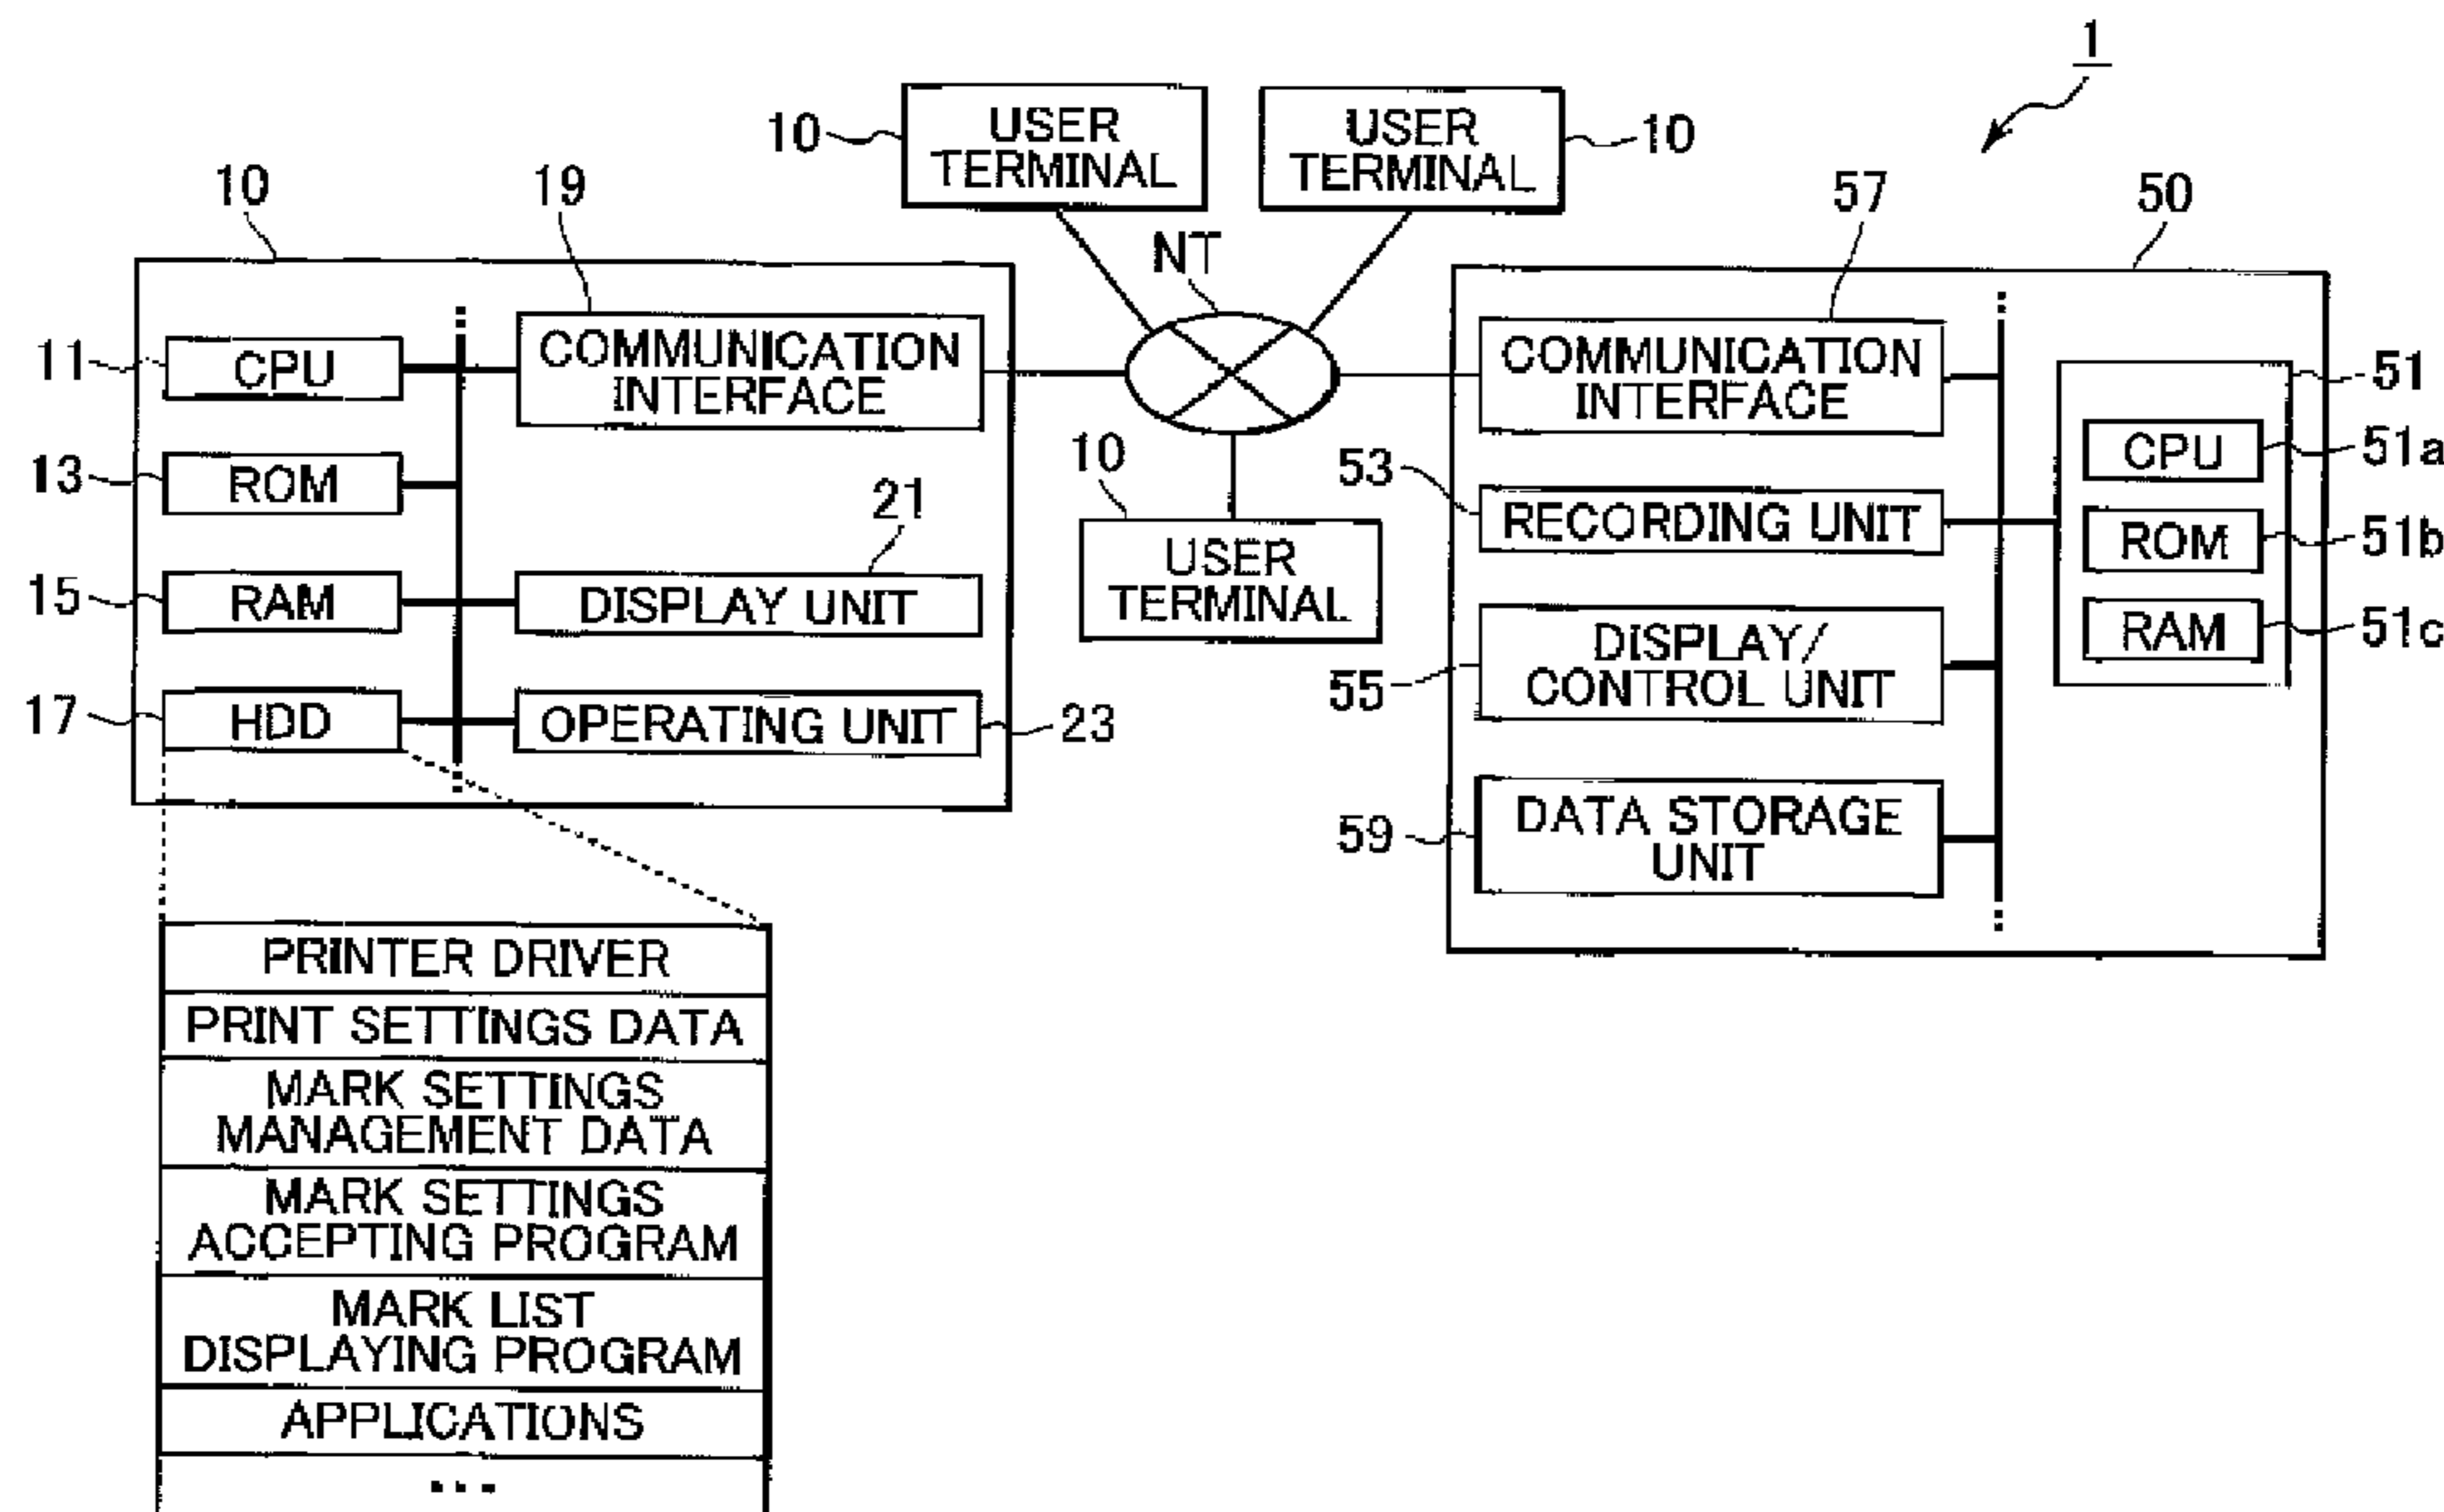 1
10
USER
TERMINAL
USER
TERMINAL
10
10
19
NT
57
50
11
CPU
COMMUNICATION
INTERFACE
COMMUNICATION
INTERFACE
51
CPU
51a
13
ROM
21
10
53
RECORDING UNIT
ROM
51b
15
RAM
DISPLAY UNIT
USER
TERMINAL
55
DISPLAY/
CONTROL UNIT
RAM
51c
17
HDD
OPERATING UNIT
23
59
DATA STORAGE
UNIT
PRINTER DRIVER
PRINT SETTINGS DATA
MARK SETTINGS
MANAGEMENT DATA
MARK SETTINGS
ACCEPTING PROGRAM
MARK LIST
DISPLAYING PROGRAM
APPLICATIONS
...